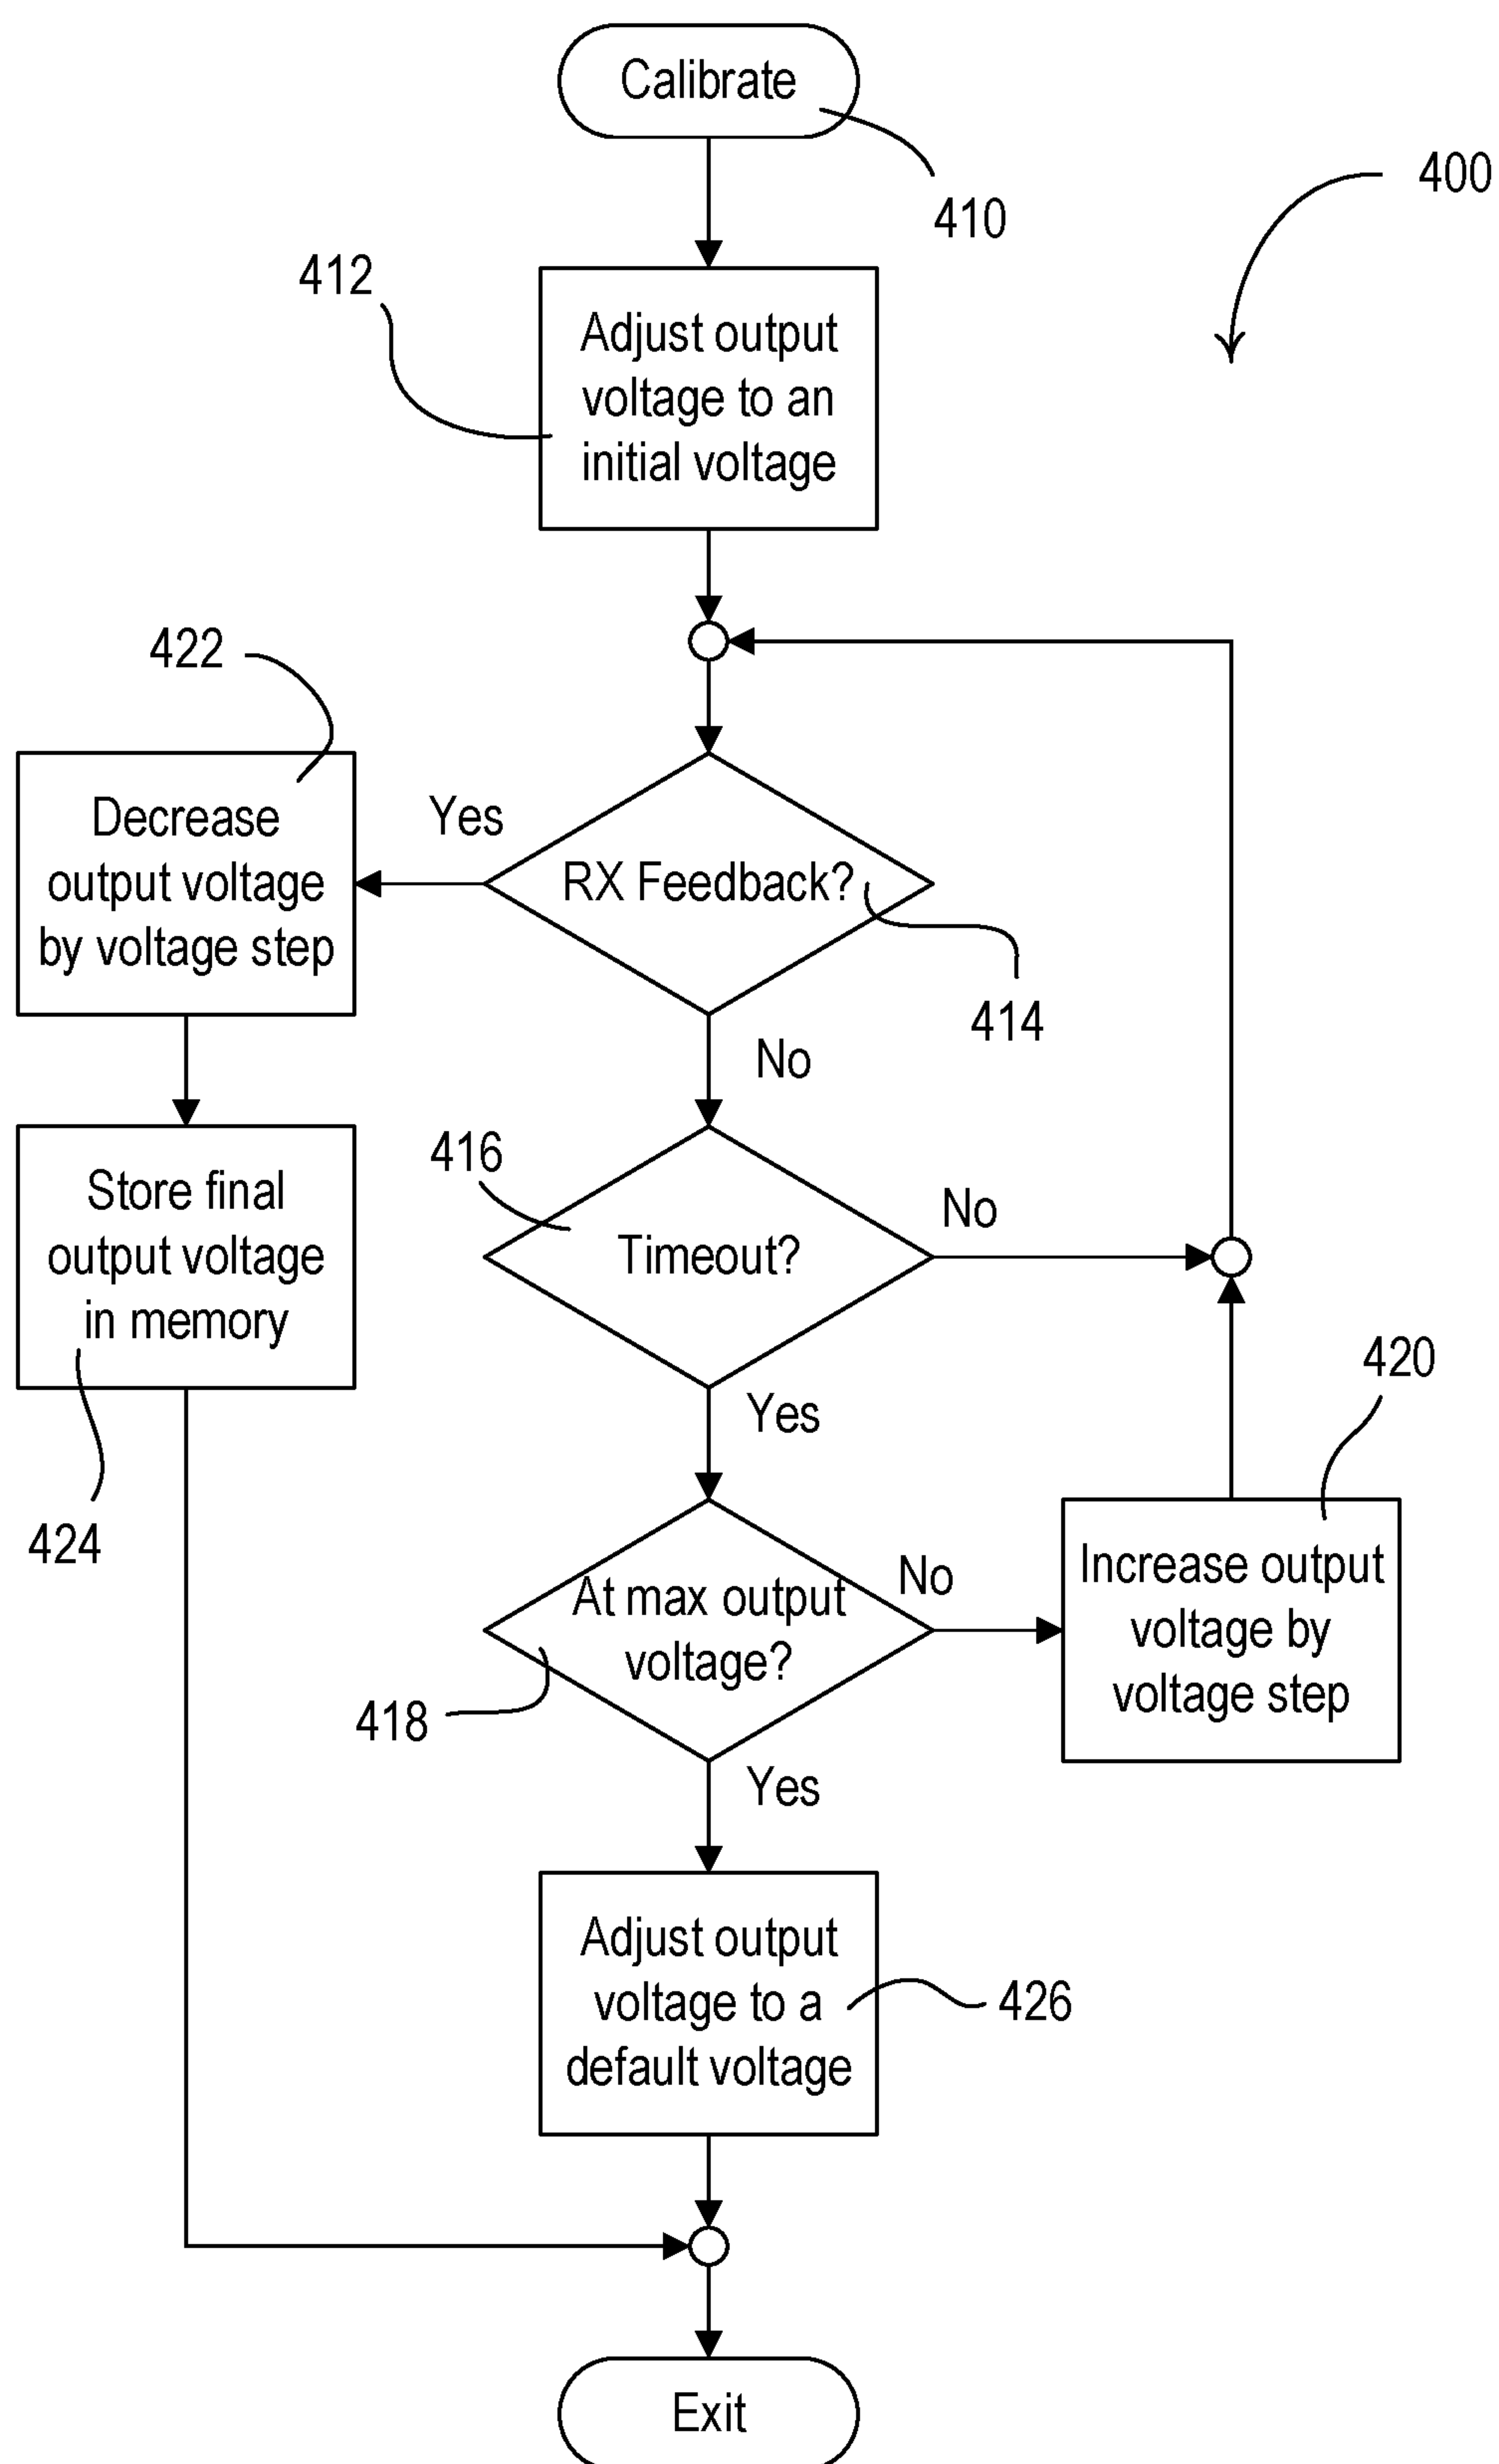 Calibrate
400
410
412
Adjust output
voltage to an
initial voltage
422
Decrease
output voltage
by voltage step
Yes
RX Feedback?
414
No
Store final
output voltage
in memory
416
Timeout?
No
424
Yes
420
At max output
voltage?
No
Increase output
voltage by
voltage step
418
Yes
Adjust output
voltage to a
default voltage
426
Exit